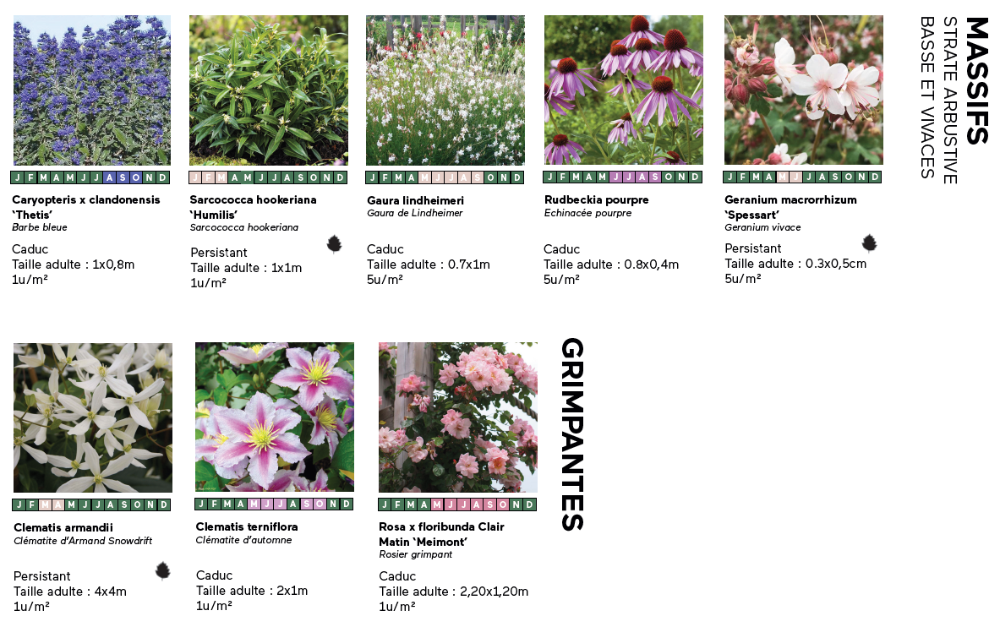 MASSIFS
STRATE ARBUSTIVE
BASSE ET VIVACES
J F M A M J J A S O N D
Caryopteris x clandonensis
‘Thetis’
Barbe bleue
Caduc
Taille adulte : 1x0,8m
1u/m²
J F M A M J J A S O N D
Sarcococca hookeriana
‘Humilis’
Sarcococca hookeriana
Persistant
Taille adulte : 1x1m
1u/m²
J F M A M J J A S O N D
Gaura lindheimeri
Gaura de Lindheimer
Caduc
Taille adulte : 0.7x1m
5u/m²
J F M A M J J A S O N D
Rudbeckia pourpre
Echinacée pourpre
Caduc
Taille adulte : 0.8x0,4m
5u/m²
J F M A M J J A S O N D
Geranium macrorrhizum
‘Spessart’
Geranium vivace
Persistant
Taille adulte : 0.3x0,5cm
5u/m²
GRIMPANTES
J F M A M J J A S O N D
Clematis armandii
Clématite d’Armand Snowdrift
Persistant
Taille adulte : 4x4m
1u/m²
J F M A M J J A S O N D
Clematis terniflora
Clématite d’automne
Caduc
Taille adulte : 2x1m
1u/m²
J F M A M J J A S O N D
Rosa x floribunda Clair
Matin ‘Meimont’
Rosier grimpant
Caduc
Taille adulte : 2,20x1,20m
1u/m²